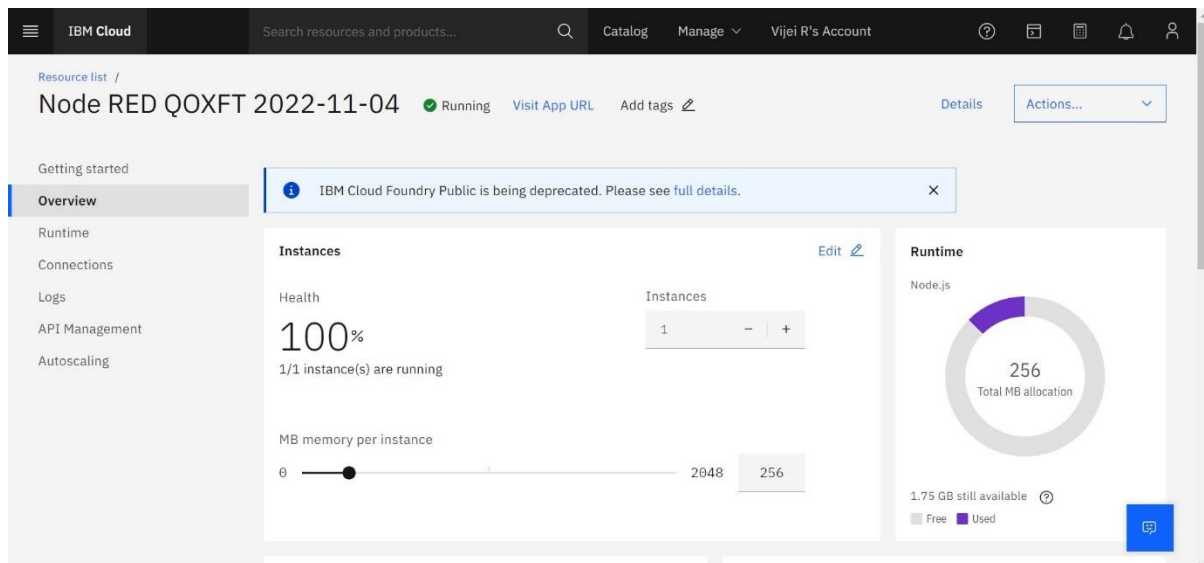 IBM Cloud
Search resources and products...
Catalog
Manage
Vijei R's Account
Resource list /
Node RED QOXFT 2022-11-04
Running
Visit App URL
Add tags
Details
Actions...
Getting started
Overview
Runtime
Connections
Logs
API Management
Autoscaling
IBM Cloud Foundry Public is being deprecated. Please see full details.
Instances
Edit
Health
100%
1/1 instance(s) are running
Instances
1 - +
MB memory per instance
0
2048
256
Runtime
Node.js
256
Total MB allocation
1.75 GB still available
Free
Used